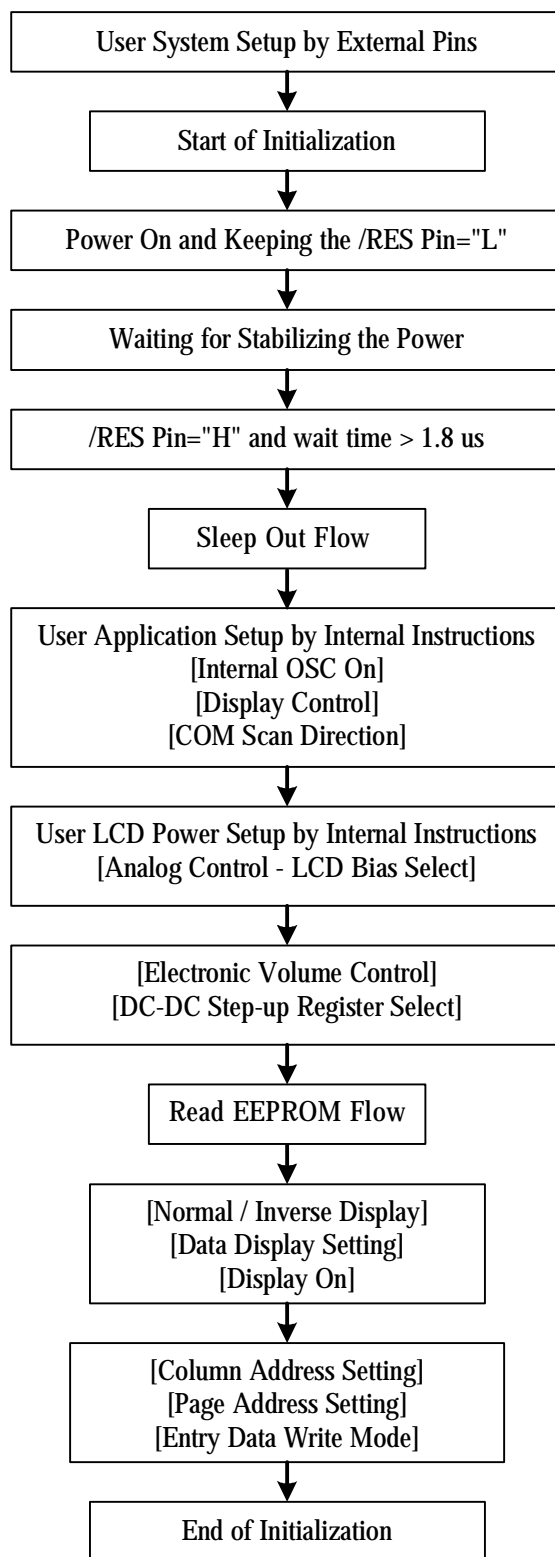 User System Setup by External Pins
Start of Initialization
Power On and Keeping the /RES Pin="L"
Waiting for Stabilizing the Power
/RES Pin="H" and wait time > 1.8 us
Sleep Out Flow
User Application Setup by Internal Instructions
[Internal OSC On]
[Display Control]
[COM Scan Direction]
User LCD Power Setup by Internal Instructions
[Analog Control - LCD Bias Select]
[Electronic Volume Control]
[DC-DC Step-up Register Select]
Read EEPROM Flow
[Normal / Inverse Display]
[Data Display Setting]
[Display On]
[Column Address Setting]
[Page Address Setting]
[Entry Data Write Mode]
End of Initialization